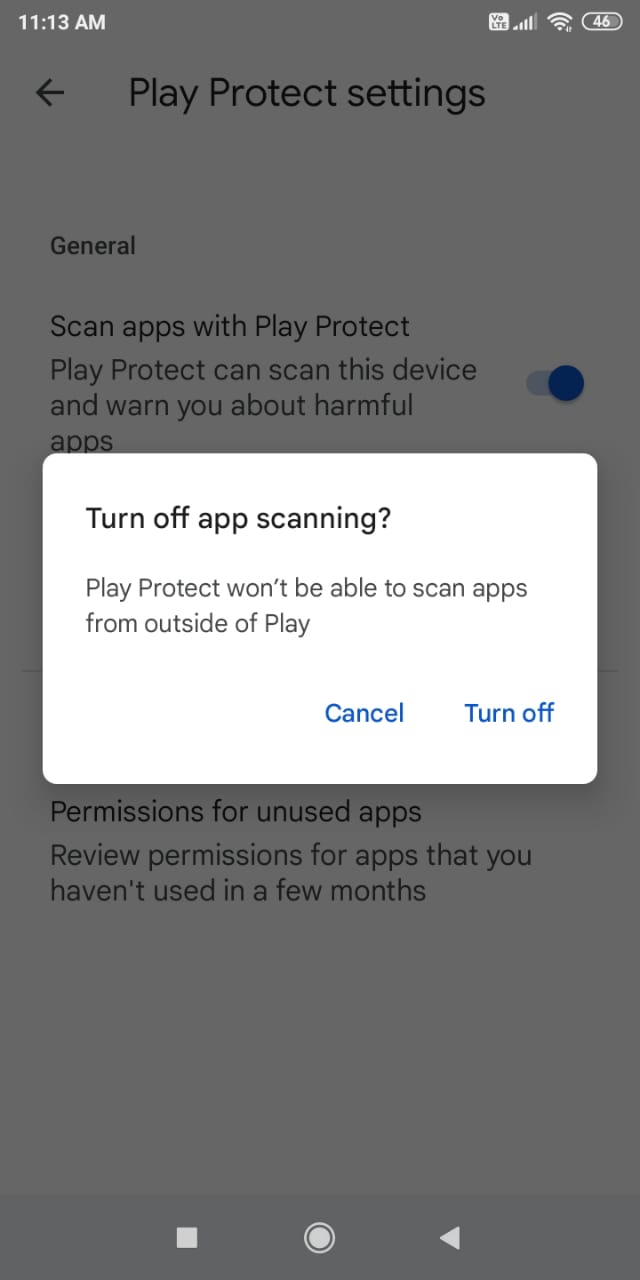 11:13 AM
Vo LTE
46
Play Protect settings
General
Scan apps with Play Protect
Play Protect can scan this device
and warn you about harmful
apps
Turn off app scanning?
Play Protect won’t be able to scan apps
from outside of Play
Cancel
Turn off
Permissions for unused apps
Review permissions for apps that you
haven't used in a few months